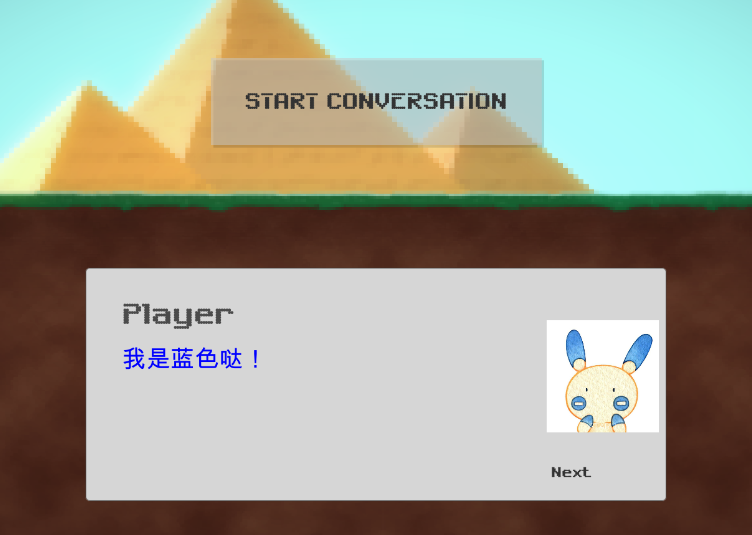 START CONVERSATION
Player
我是蓝色哒！
Next